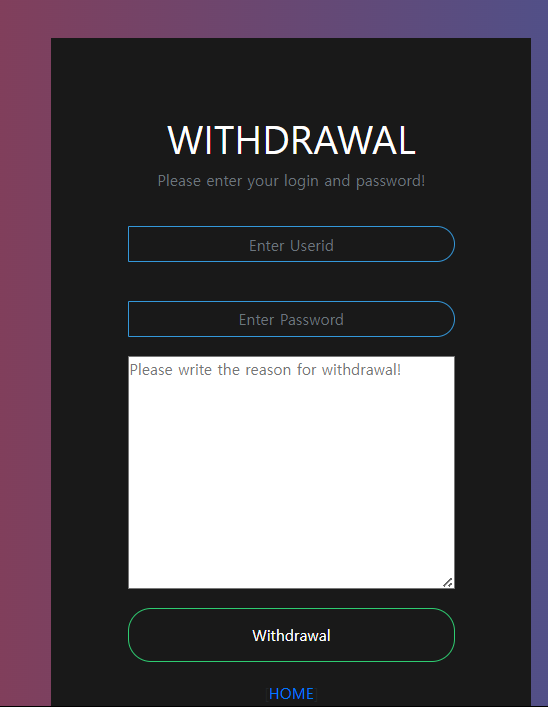 WITHDRAWAL
Please enter your login and password!
Enter Userid
Enter Password
Please write the reason for withdrawal!
Withdrawal
HOME